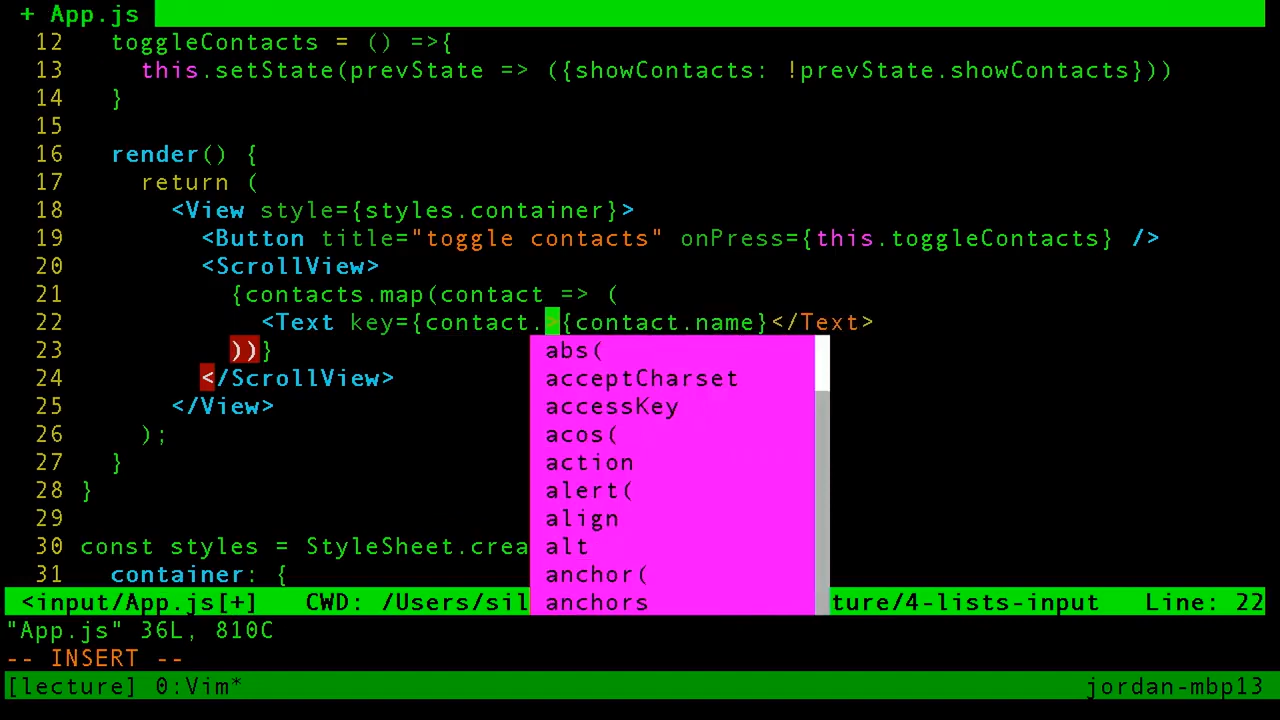 + App.js
12 toggleContacts = () =>{
13 this.setState(prevState => ({showContacts: !prevState.showContacts}))
14 }
15
16 render() {
17 return (
18 <View style={styles.container}>
19 <Button title="toggle contacts" onPress={this.toggleContacts} />
20 <ScrollView>
21 {contacts.map(contact => (
22 <Text key={contact.>{contact.name}</Text>
23 ))}
24 </ScrollView>
25 </View>
26 );
27 }
28 }
29
30 const styles = StyleSheet.crea
31 container: {
abs(
acceptCharset
accessKey
acos(
action
alert(
align
alt
anchor(
anchors
<input/App.js[+] CWD: /Users/sil ture/4-lists-input Line: 22
"App.js" 36L, 810C
-- INSERT --
[lecture] 0:Vim* jordan-mbp13